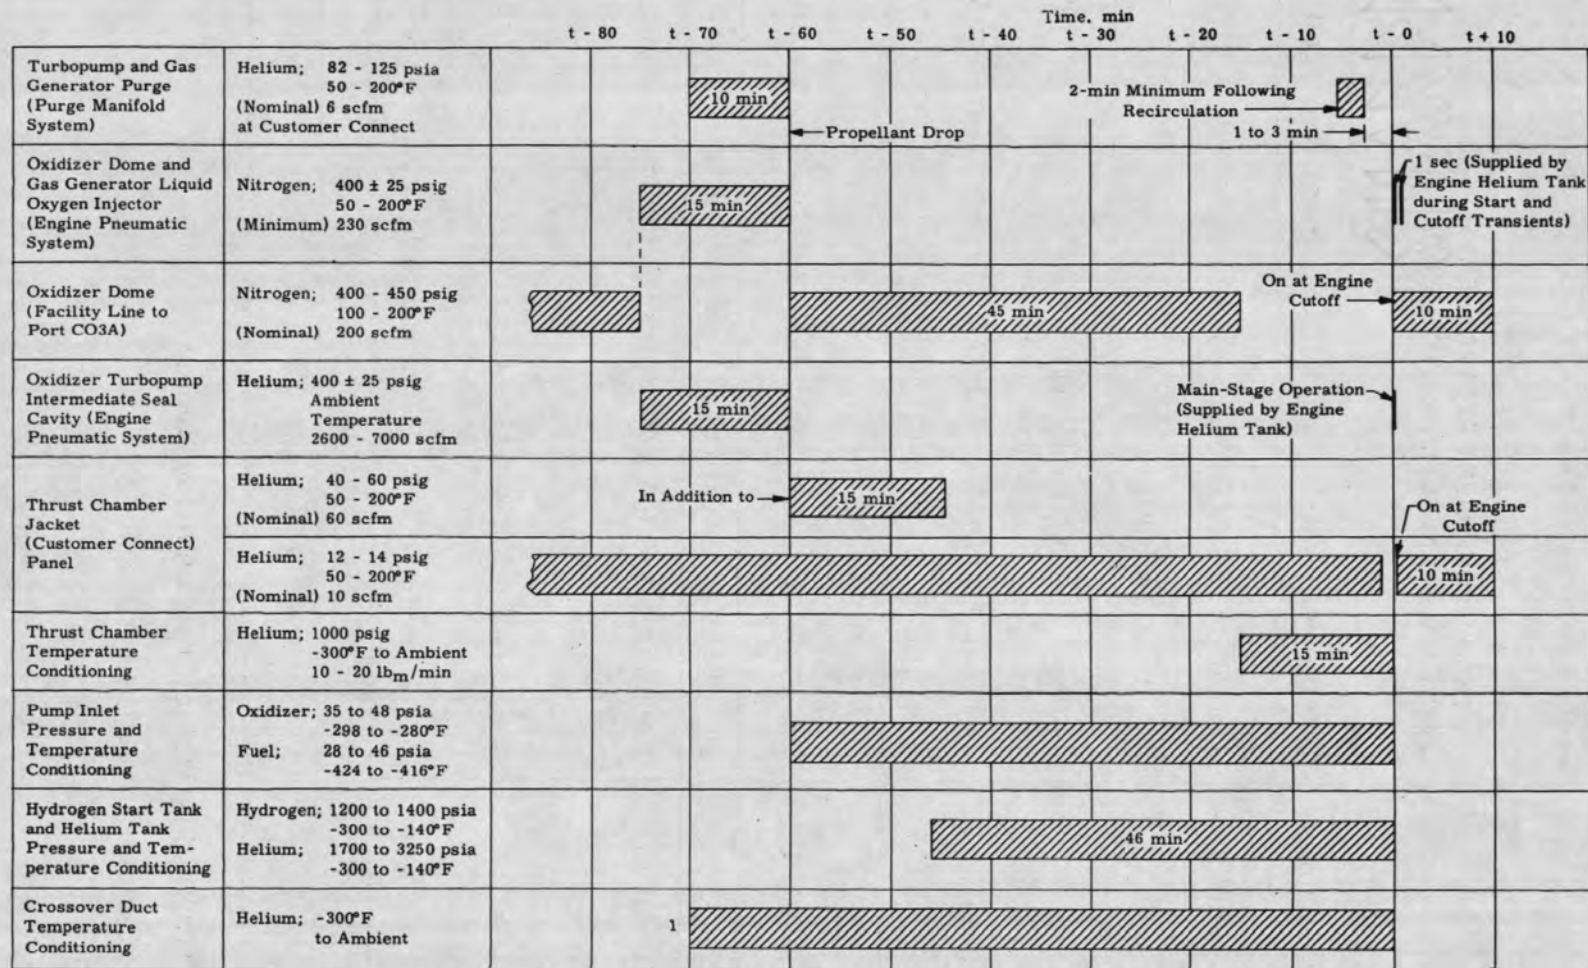 Time, min
t - 80 t - 70 t - 60 t - 50 t - 40 t - 30 t - 20 t - 10 t - 0 t + 10
Turbopump and Gas
Generator Purge
(Purge Manifold
System)
Helium; 82 - 125 psia
50 - 200°F
(Nominal) 6 scfm
at Customer Connect
10 min
Propellant Drop
2-min Minimum Following
Recirculation
1 to 3 min
Oxidizer Dome and
Gas Generator Liquid
Oxygen Injector
(Engine Pneumatic
System)
Nitrogen; 400 ± 25 psig
50 - 200°F
(Minimum) 230 scfm
15 min
1 sec (Supplied by
Engine Helium Tank
during Start and
Cutoff Transients)
Oxidizer Dome
(Facility Line to
Port CO3A)
Nitrogen; 400 - 450 psig
100 - 200°F
(Nominal) 200 scfm
45 min
On at Engine
Cutoff
10 min
Oxidizer Turbopump
Intermediate Seal
Cavity (Engine
Pneumatic System)
Helium; 400 ± 25 psig
Ambient
Temperature
2600 - 7000 scfm
15 min
Main-Stage Operation
(Supplied by Engine
Helium Tank)
Thrust Chamber
Jacket
(Customer Connect)
Panel
Helium; 40 - 60 psig
50 - 200°F
(Nominal) 60 scfm
In Addition to
15 min
On at Engine
Cutoff
Helium; 12 - 14 psig
50 - 200°F
(Nominal) 10 scfm
10 min
Thrust Chamber
Temperature
Conditioning
Helium; 1000 psig
-300°F to Ambient
10 - 20 lbm/min
15 min
Pump Inlet
Pressure and
Temperature
Conditioning
Oxidizer; 35 to 48 psia
-298 to -280°F
Fuel; 28 to 46 psia
-424 to -416°F
Hydrogen Start Tank
and Helium Tank
Pressure and Tem-
perature Conditioning
Hydrogen; 1200 to 1400 psia
-300 to -140°F
Helium; 1700 to 3250 psia
-300 to -140°F
46 min
Crossover Duct
Temperature
Conditioning
Helium; -300°F
to Ambient
1